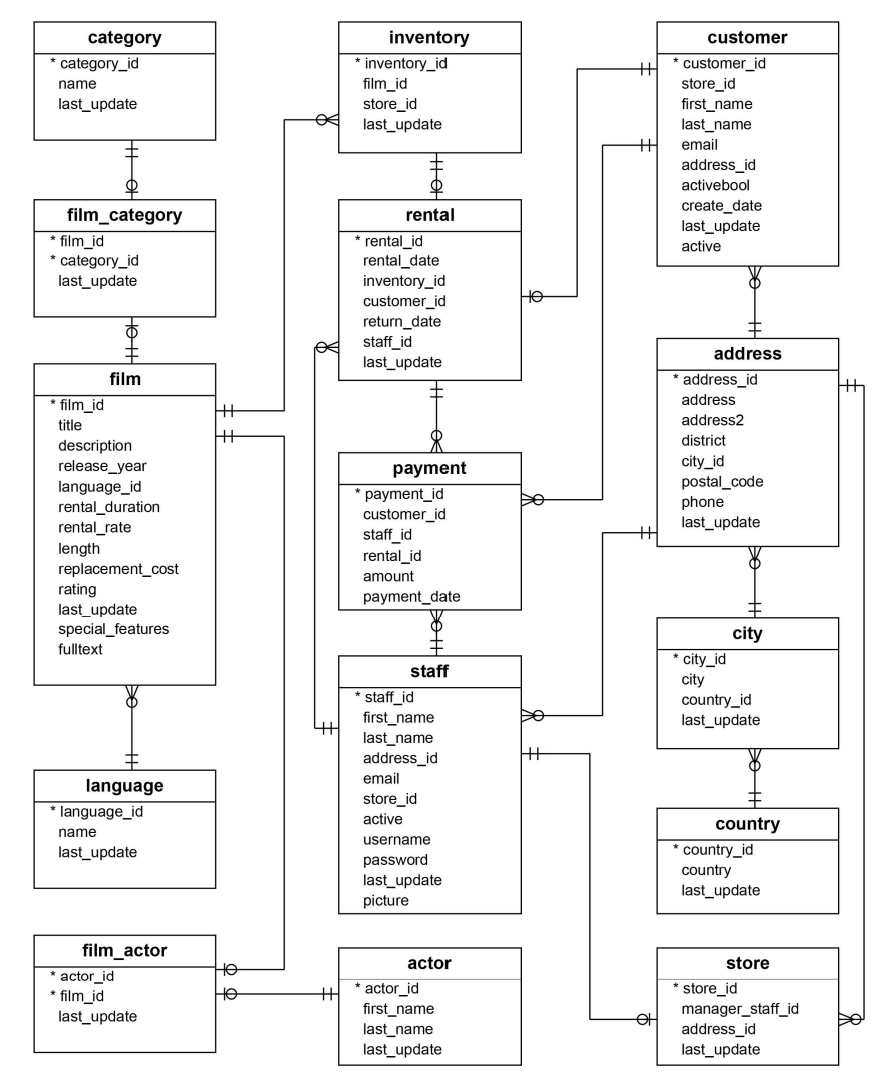 category
* category_id
name
last_update
film_category
* film_id
* category_id
last_update
film
* film_id
title
description
release_year
language_id
rental_duration
rental_rate
length
replacement_cost
rating
last_update
special_features
fulltext
language
* language_id
name
last_update
film_actor
* actor_id
* film_id
last_update
inventory
* inventory_id
film_id
store_id
last_update
rental
* rental_id
rental_date
inventory_id
customer_id
return_date
staff_id
last_update
payment
* payment_id
customer_id
staff_id
rental_id
amount
payment_date
staff
* staff_id
first_name
last_name
address_id
email
store_id
active
username
password
last_update
picture
actor
* actor_id
first_name
last_name
last_update
customer
* customer_id
store_id
first_name
last_name
email
address_id
activebool
create_date
last_update
active
address
* address_id
address
address2
district
city_id
postal_code
phone
last_update
city
* city_id
city
country_id
last_update
country
* country_id
country
last_update
store
* store_id
manager_staff_id
address_id
last_update